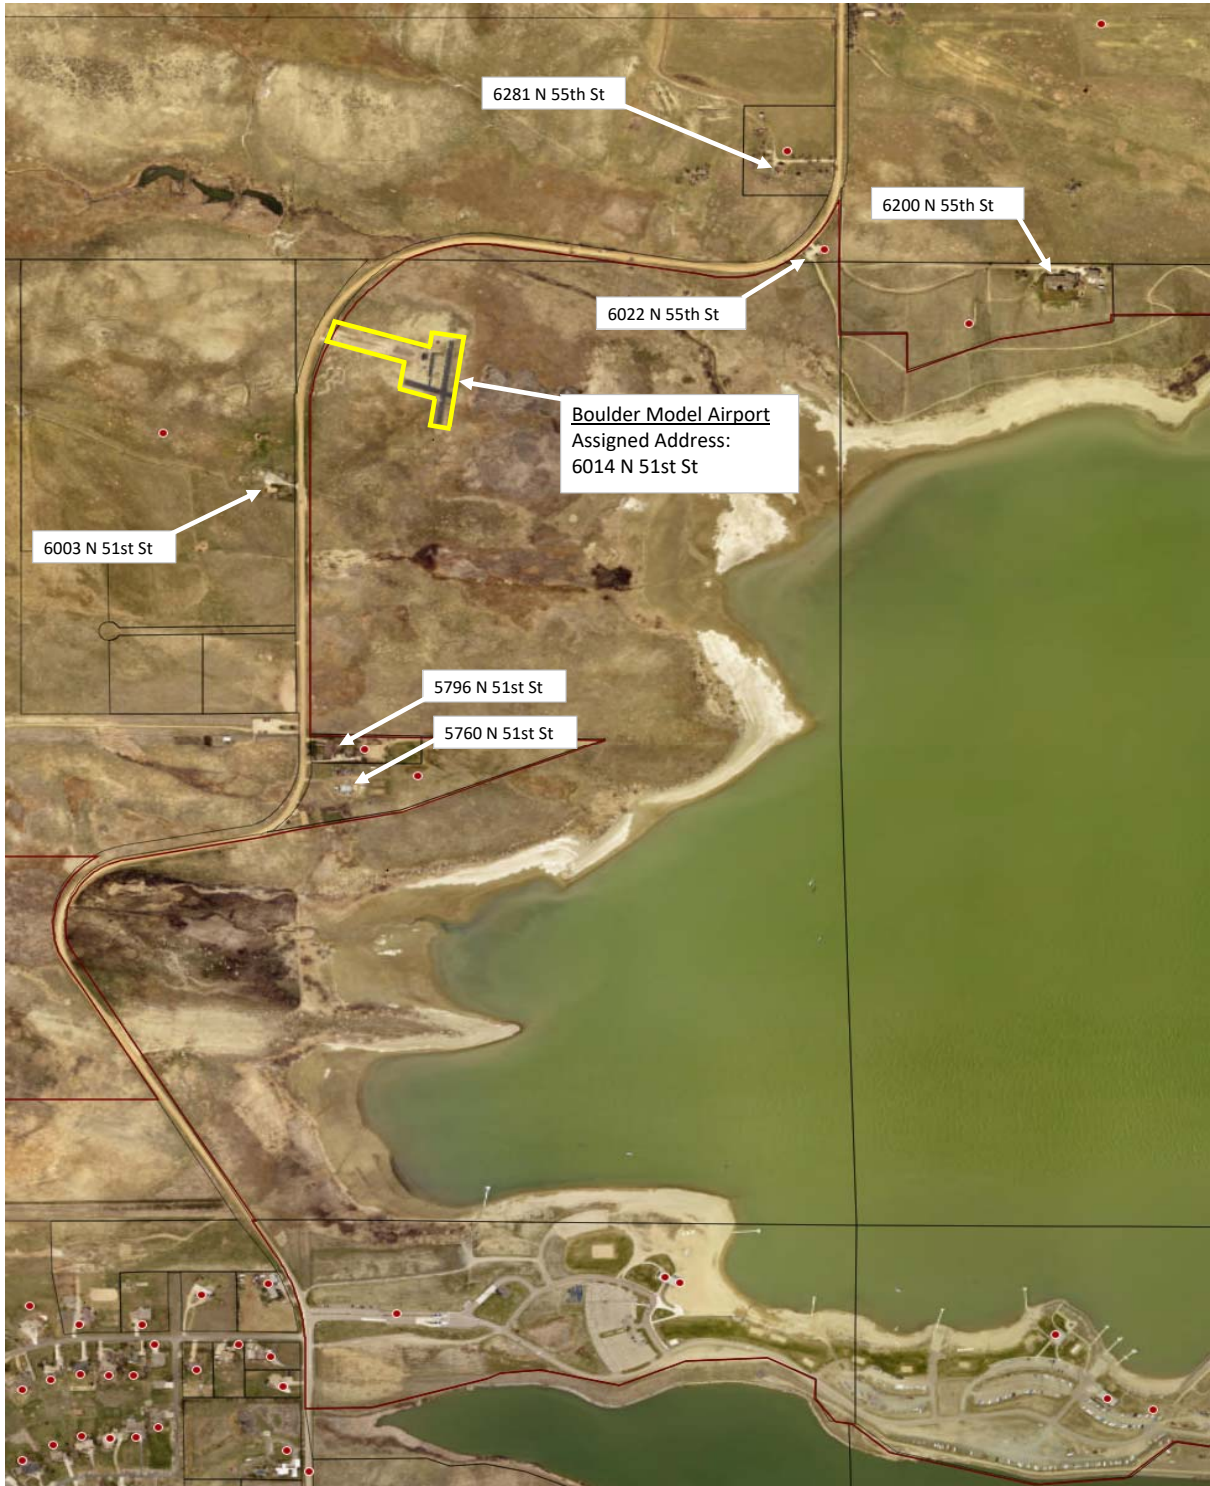 6281 N 55th St
6200 N 55th St
6022 N 55th St
Boulder Model Airport
Assigned Address:
6014 N 51st St
6003 N 51st St
5796 N 51st St
5760 N 51st St